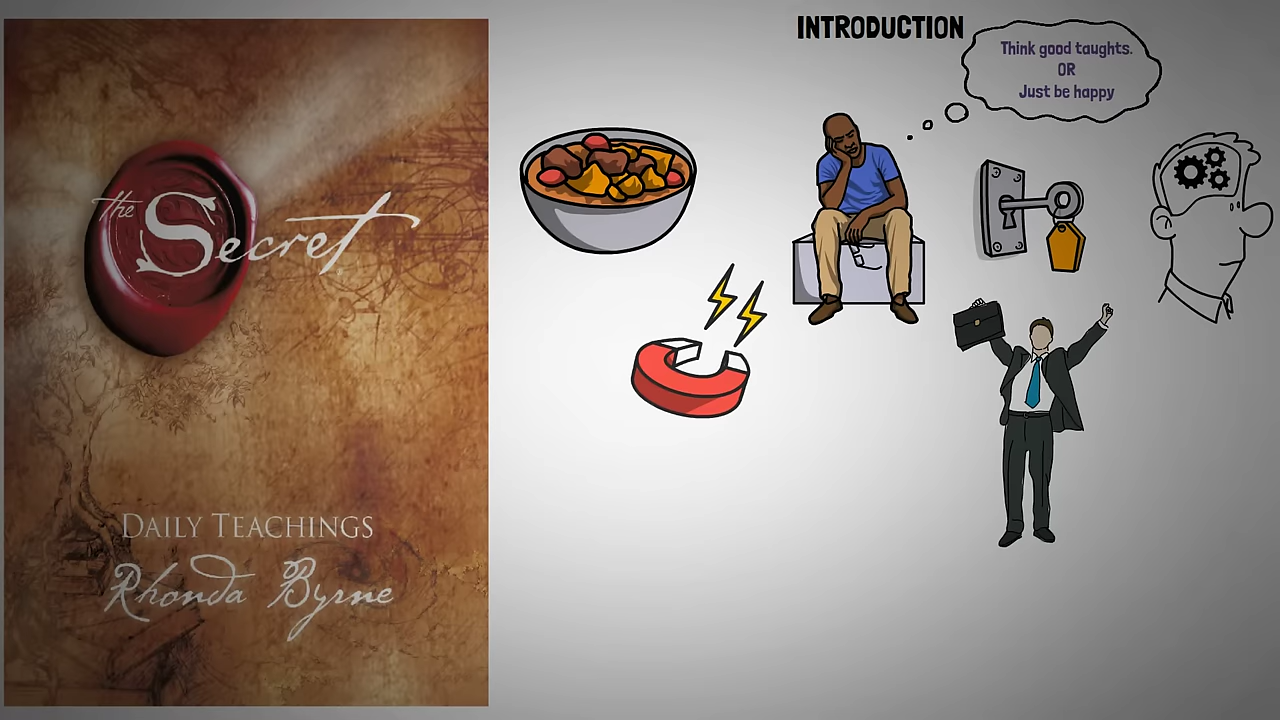 the Secret
DAILY TEACHINGS
Rhonda Byrne
INTRODUCTION
Think good taughts.
OR
Just be happy